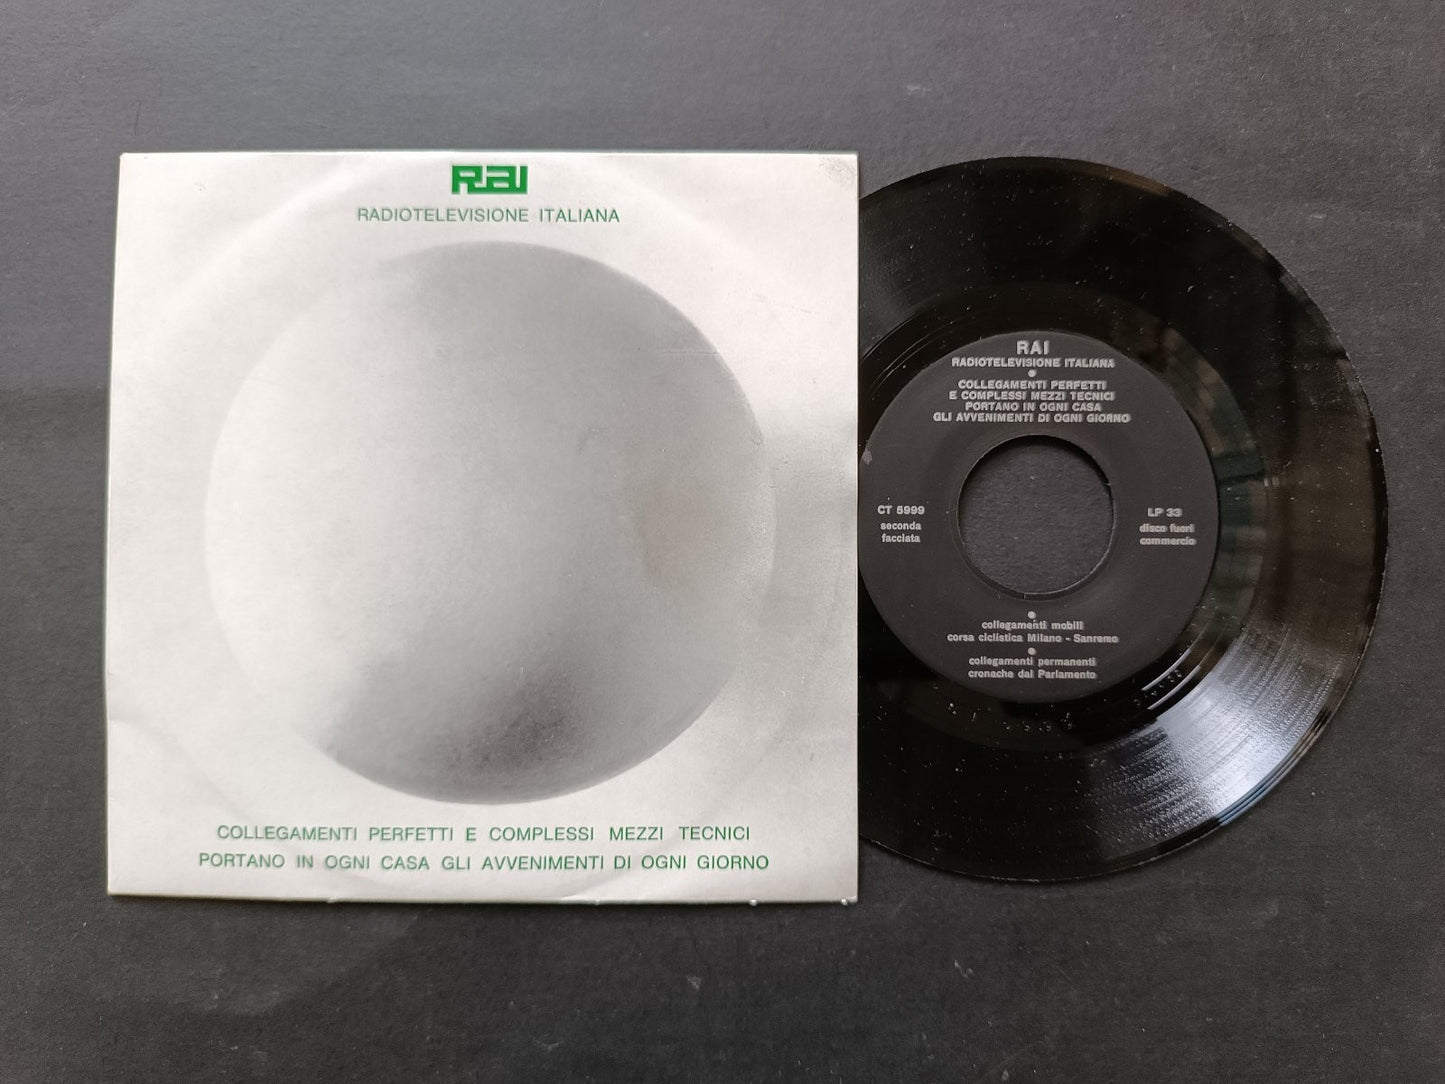 RAI
RADIOTELEVISIONE ITALIANA
COLLEGAMENTI PERFETTI E COMPLESSI MEZZI TECNICI
PORTANO IN OGNI CASA GLI AVVENIMENTI DI OGNI GIORNO
RAI
RADIOTELEVISIONE ITALIANA
COLLEGAMENTI PERFETTI
E COMPLESSI MEZZI TECNICI
PORTANO IN OGNI CASA
GLI AVVENIMENTI DI OGNI GIORNO
CT 5999
seconda
facciata
LP 33
disco fuori
commercio
collegamenti mobili
corsa ciclistica Milano - Sanremo
collegamenti permanenti
cronache dal Parlamento